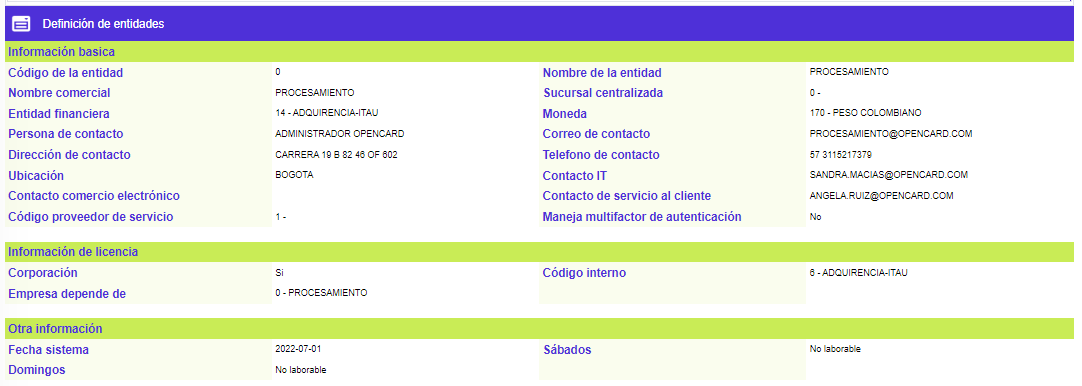 Definición de entidades
Información basica
Código de la entidad 0 Nombre de la entidad PROCESAMIENTO
Nombre comercial PROCESAMIENTO Sucursal centralizada 0 -
Entidad financiera 14 - ADQUIRENCIA-ITAU Moneda 170 - PESO COLOMBIANO
Persona de contacto ADMINISTRADOR OPENCARD Correo de contacto PROCESAMIENTO@OPENCARD.COM
Dirección de contacto CARRERA 19 B 82 46 OF 602 Telefono de contacto 57 3115217379
Ubicación BOGOTA Contacto IT SANDRA.MACIAS@OPENCARD.COM
Contacto comercio electrónico Contacto de servicio al cliente ANGELA.RUIZ@OPENCARD.COM
Código proveedor de servicio 1 - Maneja multifactor de autenticación No
Información de licencia
Corporación Si Código interno 6 - ADQUIRENCIA-ITAU
Empresa depende de 0 - PROCESAMIENTO
Otra información
Fecha sistema 2022-07-01 Sábados No laborable
Domingos No laborable